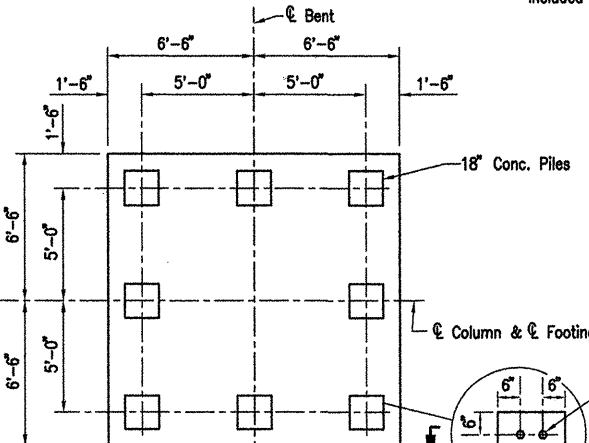 included
℄ Bent
6'-6" 6'-6"
1'-6" 5'-0" 5'-0" 1'-6"
1'-6"
18" Conc. Piles
6'-6"
5'-0"
℄ Column & ℄ Footing
6'-6"
5'-0"
6" 6"
6"